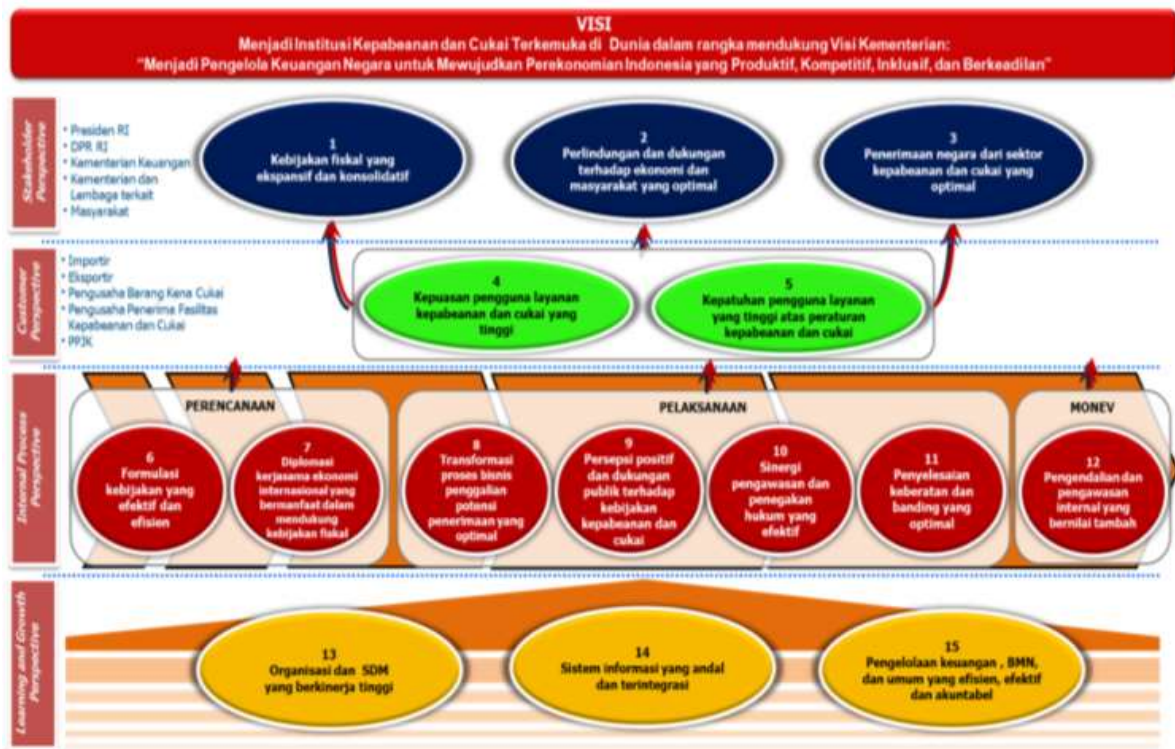 VISI
Menjadi Institusi Kepabeanan dan Cukai Terkemuka di Dunia dalam rangka mendukung Visi Kementerian:
"Menjadi Pengelola Keuangan Negara untuk Mewujudkan Perekonomian Indonesia yang Produktif, Kompetitif, Inklusif, dan Berkeadilan"
Stakeholder
Perspective
• Presiden RI
• DPR RI
• Kementerian Keuangan
• Kementerian dan
Lembaga terkait
• Masyarakat
1
Kebijakan fiskal yang
ekspansif dan konsolidatif
2
Perlindungan dan dukungan
terhadap ekonomi dan
masyarakat yang optimal
3
Penerimaan negara dari sektor
kepabeanan dan cukai yang
optimal
Customer
Perspective
• Importir
• Eksportir
• Pengusaha Barang Kena Cukai
• Pengusaha Penerima Fasilitas
Kepabeanan dan Cukai
• PPJK
4
Kepuasan pengguna layanan
kepabeanan dan cukai yang
tinggi
5
Kepatuhan pengguna layanan
yang tinggi atas peraturan
kepabeanan dan cukai
Internal Process
Perspective
PERENCANAAN
6
Formulasi
kebijakan yang
efektif dan
efisien
7
Diplomasi
kerjasama ekonomi
internasional yang
bermanfaat dalam
mendukung
kebijakan fiskal
PELAKSANAAN
8
Transformasi
proses bisnis
penggalian
potensi
penerimaan yang
optimal
9
Persepsi positif
dan dukungan
publik terhadap
kebijakan
kepabeanan dan
cukai
10
Sinergi
pengawasan dan
penegakan
hukum yang
efektif
11
Penyelesaian
keberatan dan
banding yang
optimal
MONEV
12
Pengendalian dan
pengawasan
internal yang
bernilai tambah
Learning and Growth
Perspective
13
Organisasi dan SDM
yang berkinerja tinggi
14
Sistem informasi yang andal
dan terintegrasi
15
Pengelolaan keuangan , BMN,
dan umum yang efisien, efektif
dan akuntabel